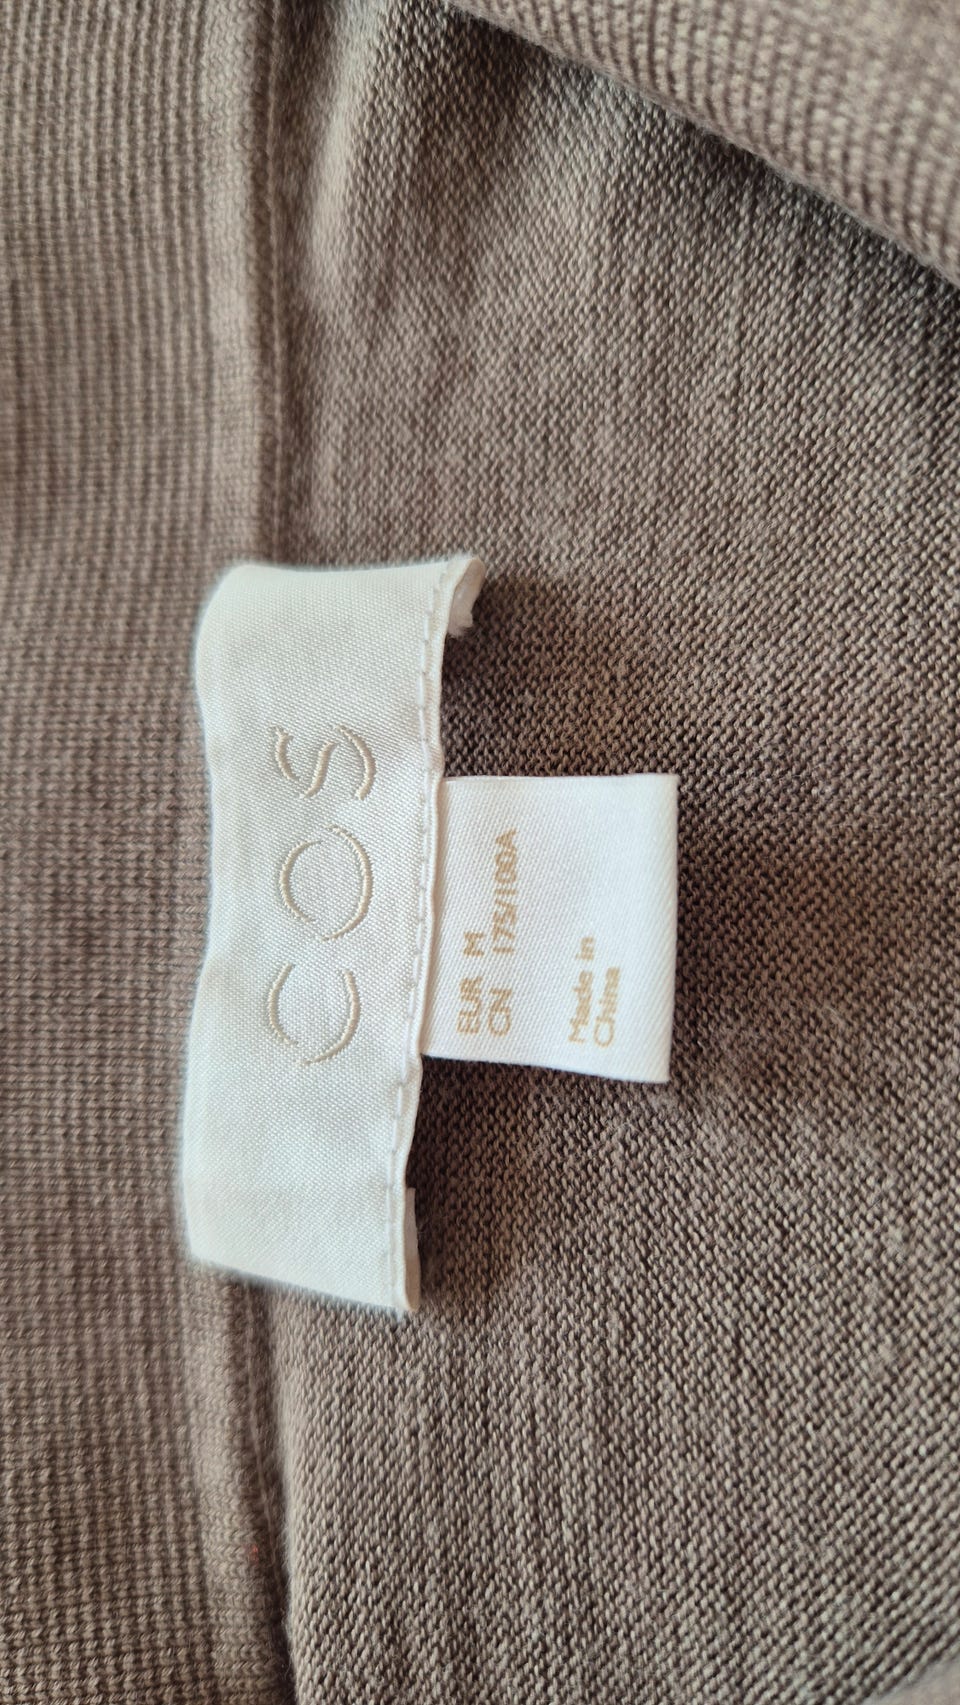 COS
EUR M
CN 175/100A
Made in
China